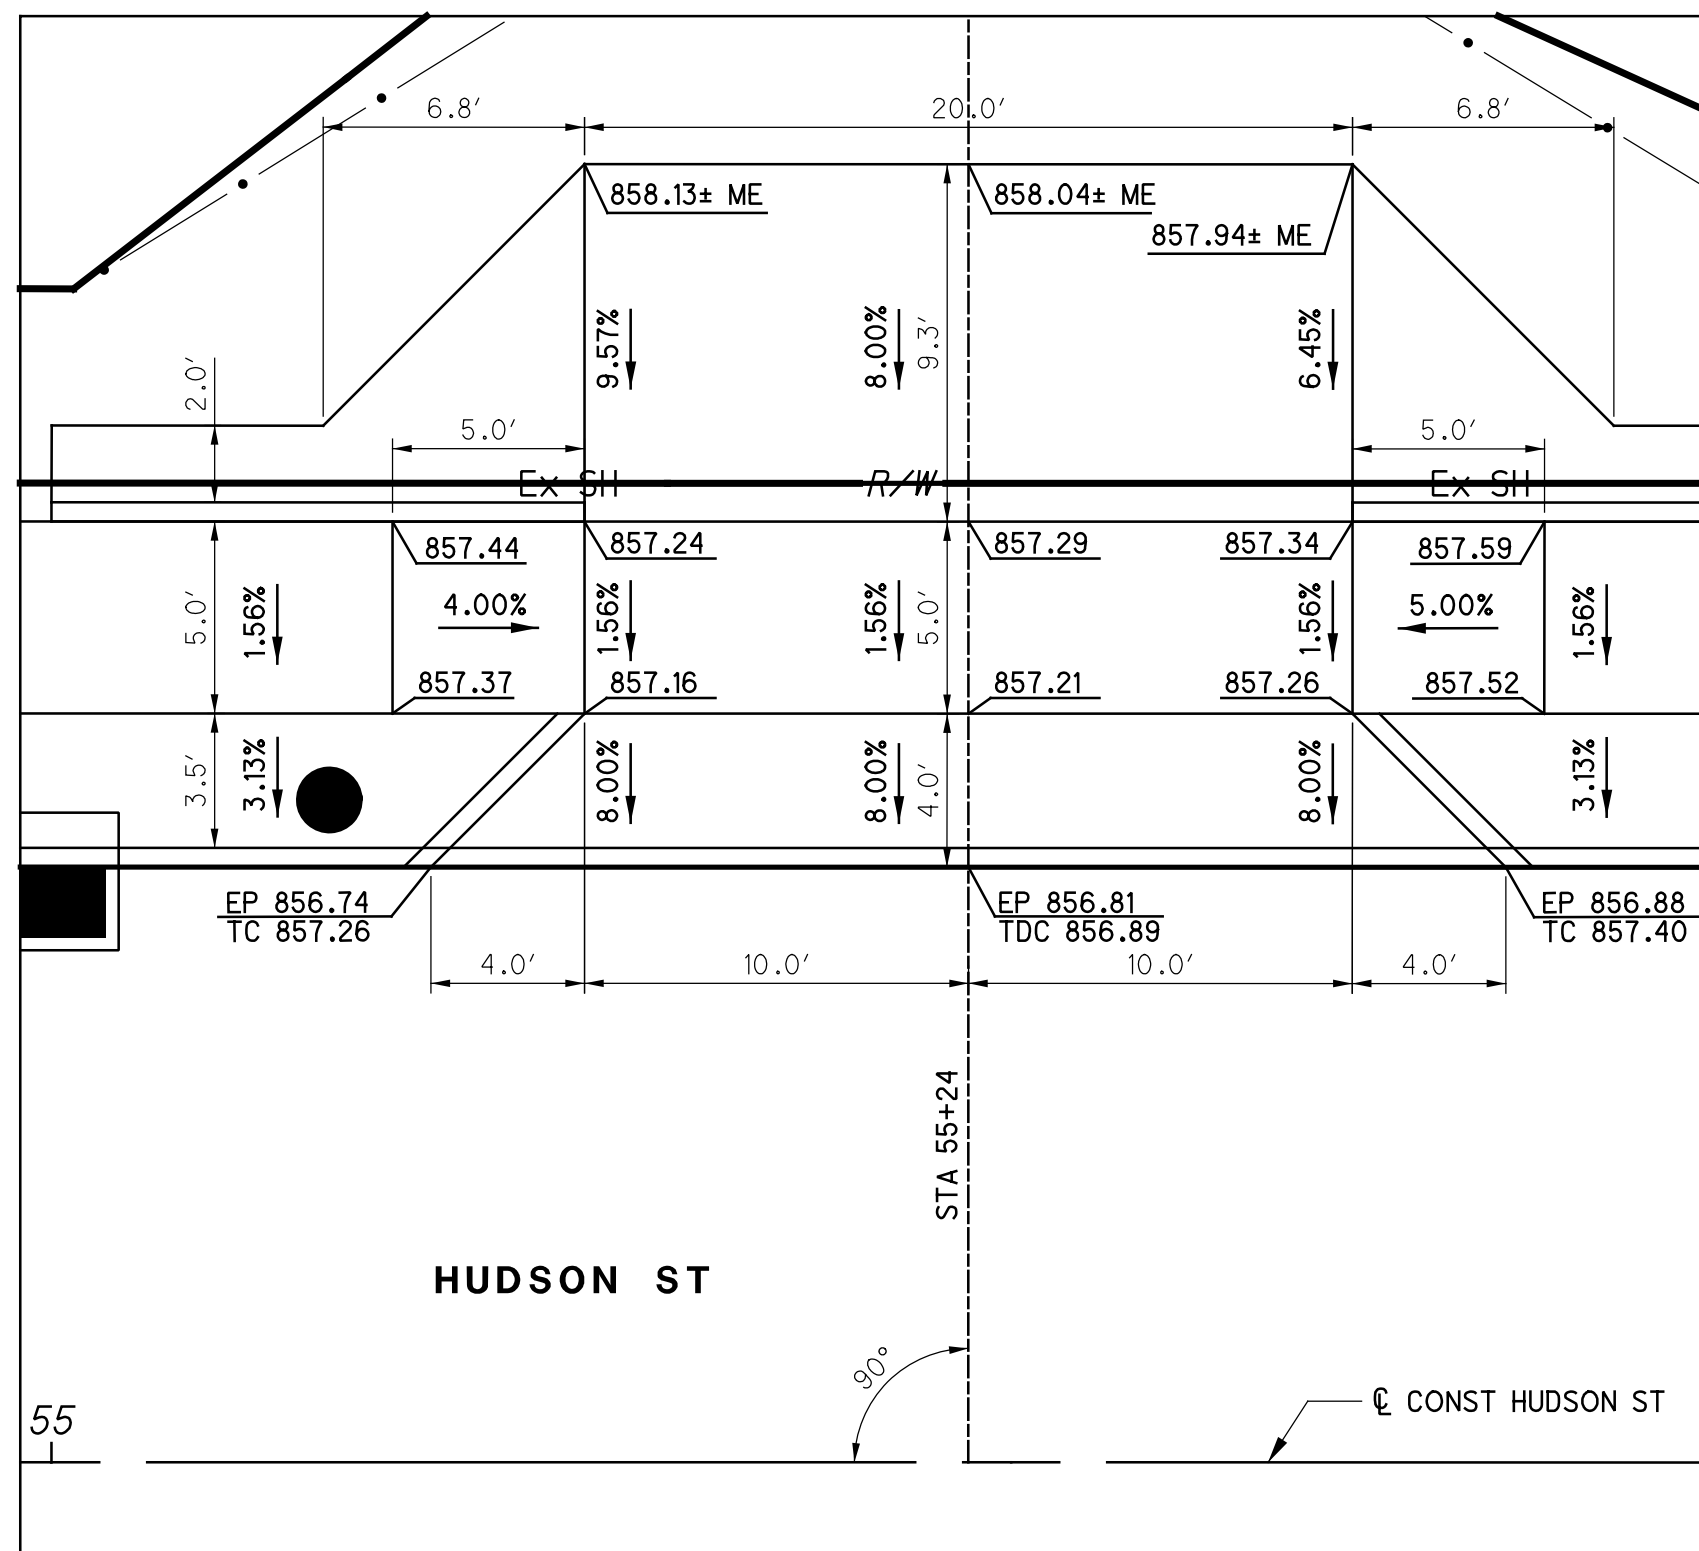 6.8′ 20.0′ 6.8′
858.13± ME 858.04± ME
857.94± ME
9.57% 8.00% 9.3′ 6.45%
2.0′
5.0′ 5.0′
Ex SH R/W Ex SH
857.44 857.24 857.29 857.34 857.59
4.00% 5.00%
5.0′ 1.56% 1.56% 1.56% 5.0′ 1.56% 1.56%
857.37 857.16 857.21 857.26 857.52
3.5′ 3.13% 8.00% 8.00% 4.0′ 8.00% 3.13%
EP 856.74 EP 856.81 EP 856.88
TC 857.26 TDC 856.89 TC 857.40
4.0′ 10.0′ 10.0′ 4.0′
STA 55+24
HUDSON ST
90°
55 ℄ CONST HUDSON ST